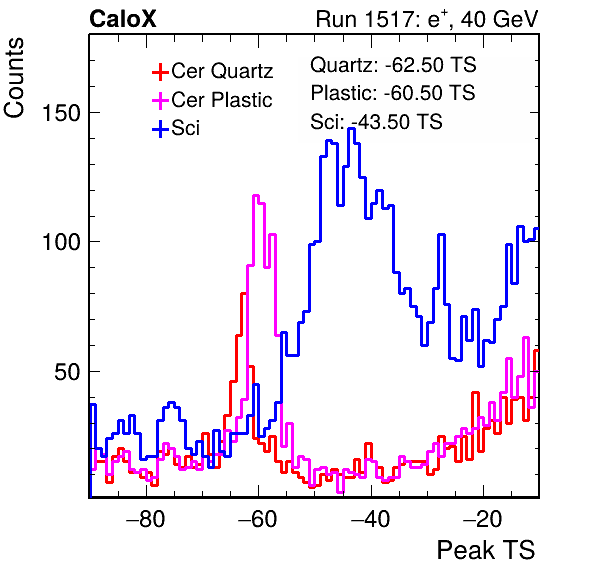 CaloX Run 1517: e⁺, 40 GeV
Counts
Cer Quartz
Cer Plastic
Sci
Quartz: -62.50 TS
Plastic: -60.50 TS
Sci: -43.50 TS
150
100
50
−80 −60 −40 −20
Peak TS